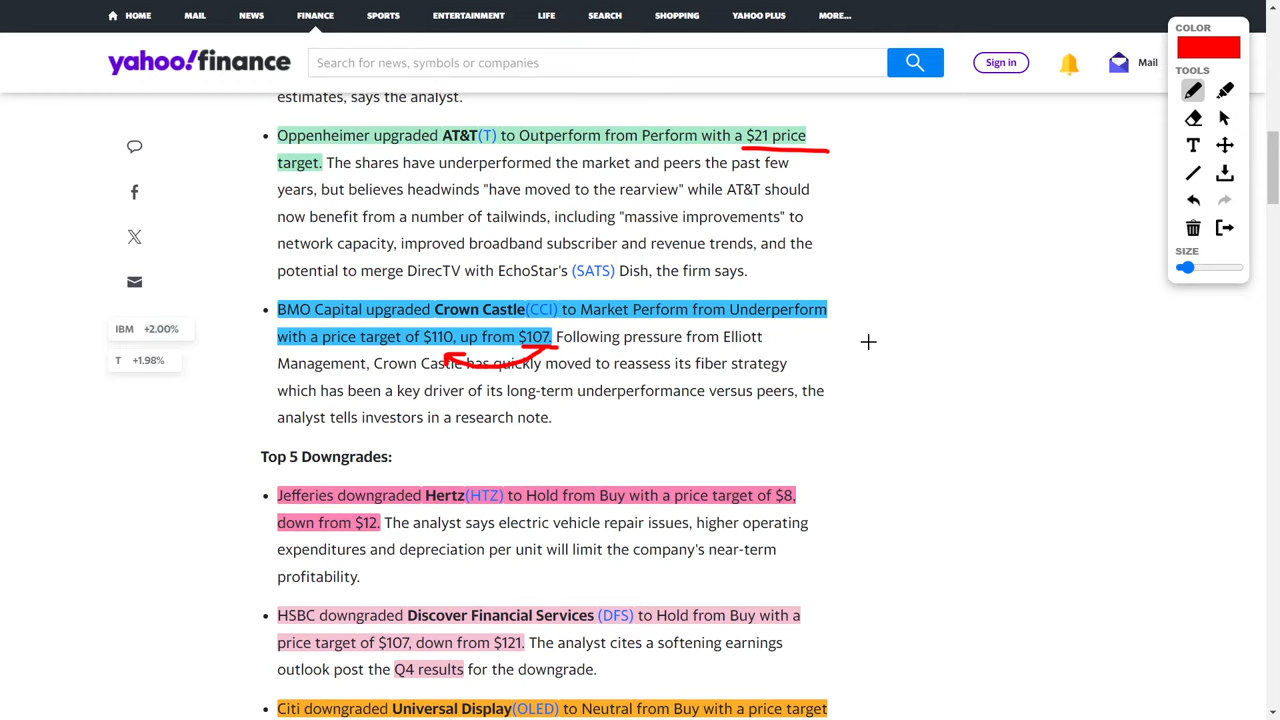 HOME MAIL NEWS FINANCE SPORTS ENTERTAINMENT LIFE SEARCH SHOPPING YAHOO PLUS MORE...
yahoo!finance
Search for news, symbols or companies
Sign in
Mail
COLOR
TOOLS
T
SIZE
estimates, says the analyst.
• Oppenheimer upgraded AT&T(T) to Outperform from Perform with a $21 price
target. The shares have underperformed the market and peers the past few
years, but believes headwinds "have moved to the rearview" while AT&T should
now benefit from a number of tailwinds, including "massive improvements" to
network capacity, improved broadband subscriber and revenue trends, and the
potential to merge DirecTV with EchoStar's (SATS) Dish, the firm says.
IBM +2.00%
T +1.98%
• BMO Capital upgraded Crown Castle(CCI) to Market Perform from Underperform
with a price target of $110, up from $107. Following pressure from Elliott
Management, Crown Castle has quickly moved to reassess its fiber strategy
which has been a key driver of its long-term underperformance versus peers, the
analyst tells investors in a research note.
Top 5 Downgrades:
• Jefferies downgraded Hertz(HTZ) to Hold from Buy with a price target of $8,
down from $12. The analyst says electric vehicle repair issues, higher operating
expenditures and depreciation per unit will limit the company's near-term
profitability.
• HSBC downgraded Discover Financial Services (DFS) to Hold from Buy with a
price target of $107, down from $121. The analyst cites a softening earnings
outlook post the Q4 results for the downgrade.
• Citi downgraded Universal Display(OLED) to Neutral from Buy with a price target